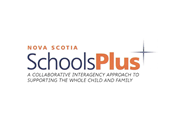 NOVA SCOTIA
SchoolsPlus
A COLLABORATIVE INTERAGENCY APPROACH TO
SUPPORTING THE WHOLE CHILD AND FAMILY